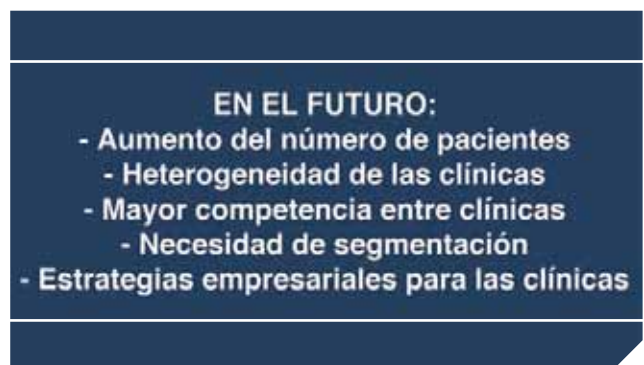 EN EL FUTURO:
- Aumento del número de pacientes
- Heterogeneidad de las clínicas
- Mayor competencia entre clínicas
- Necesidad de segmentación
- Estrategias empresariales para las clínicas